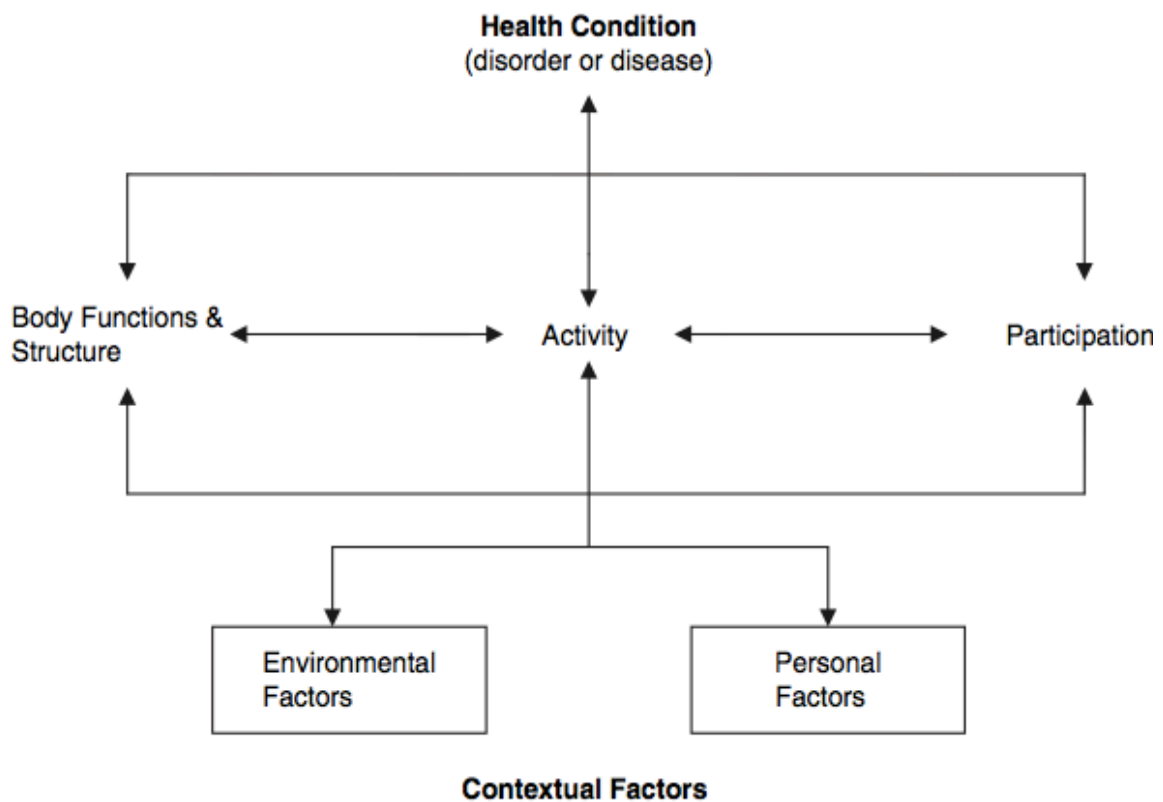 Health Condition
(disorder or disease)
Body Functions &
Structure
Activity
Participation
Environmental
Factors
Personal
Factors
Contextual Factors